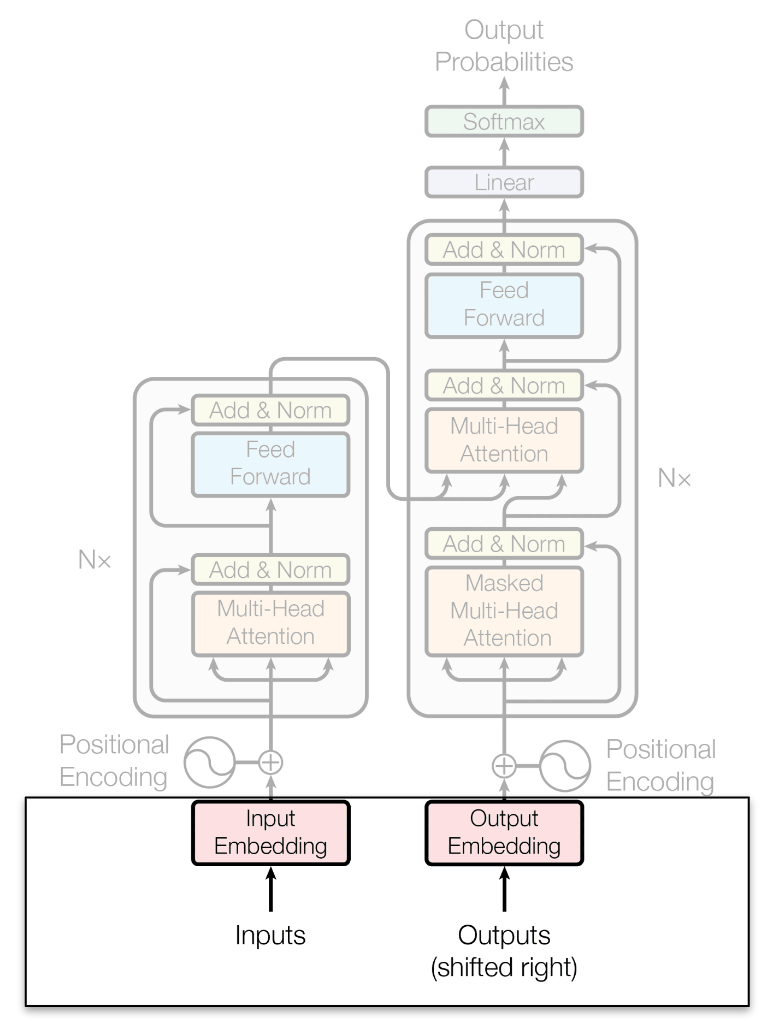 Output
Probabilities
Softmax
Linear
Add & Norm
Feed
Forward
Add & Norm
Multi-Head
Attention
Add & Norm
Masked
Multi-Head
Attention
Nx
Add & Norm
Feed
Forward
Add & Norm
Multi-Head
Attention
Nx
Positional
Encoding
Positional
Encoding
Input
Embedding
Output
Embedding
Inputs
Outputs
(shifted right)